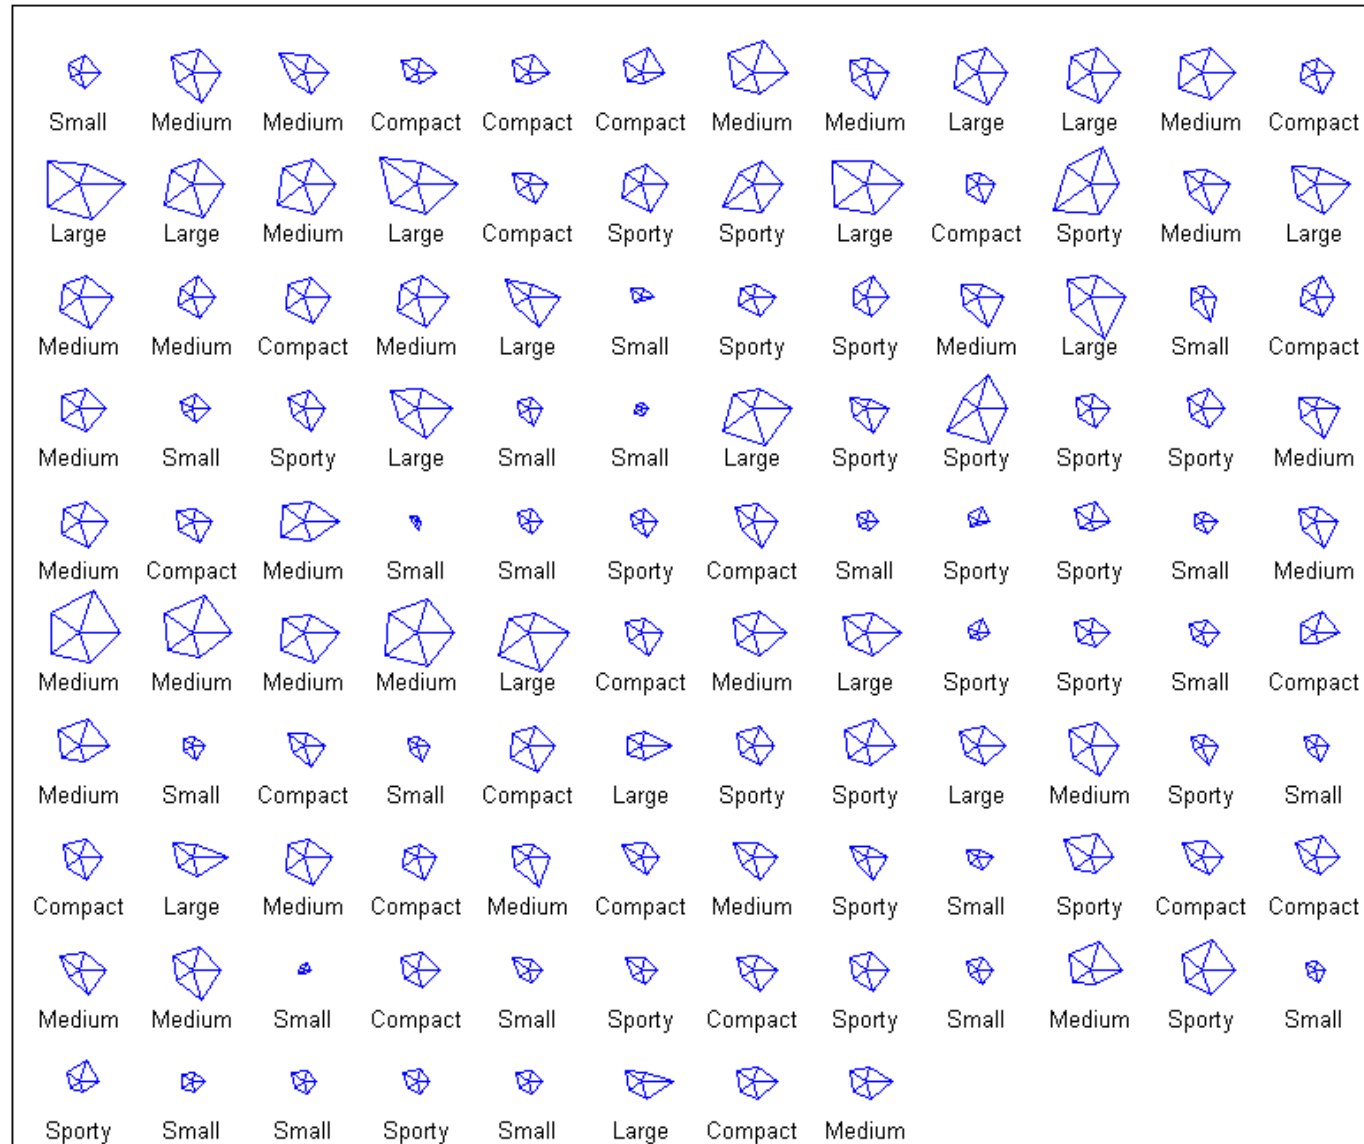 Small Medium Medium Compact Compact Compact Medium Medium Large Large Medium Compact
Large Large Medium Large Compact Sporty Sporty Large Compact Sporty Medium Large
Medium Medium Compact Medium Large Small Sporty Sporty Medium Large Small Compact
Medium Small Sporty Large Small Small Large Sporty Sporty Sporty Sporty Medium
Medium Compact Medium Small Small Sporty Compact Small Sporty Sporty Small Medium
Medium Medium Medium Medium Large Compact Medium Large Sporty Sporty Small Compact
Medium Small Compact Small Compact Large Sporty Sporty Large Medium Sporty Small
Compact Large Medium Compact Medium Compact Medium Sporty Small Sporty Compact Compact
Medium Medium Small Compact Small Sporty Compact Sporty Small Medium Sporty Small
Sporty Small Small Sporty Small Large Compact Medium